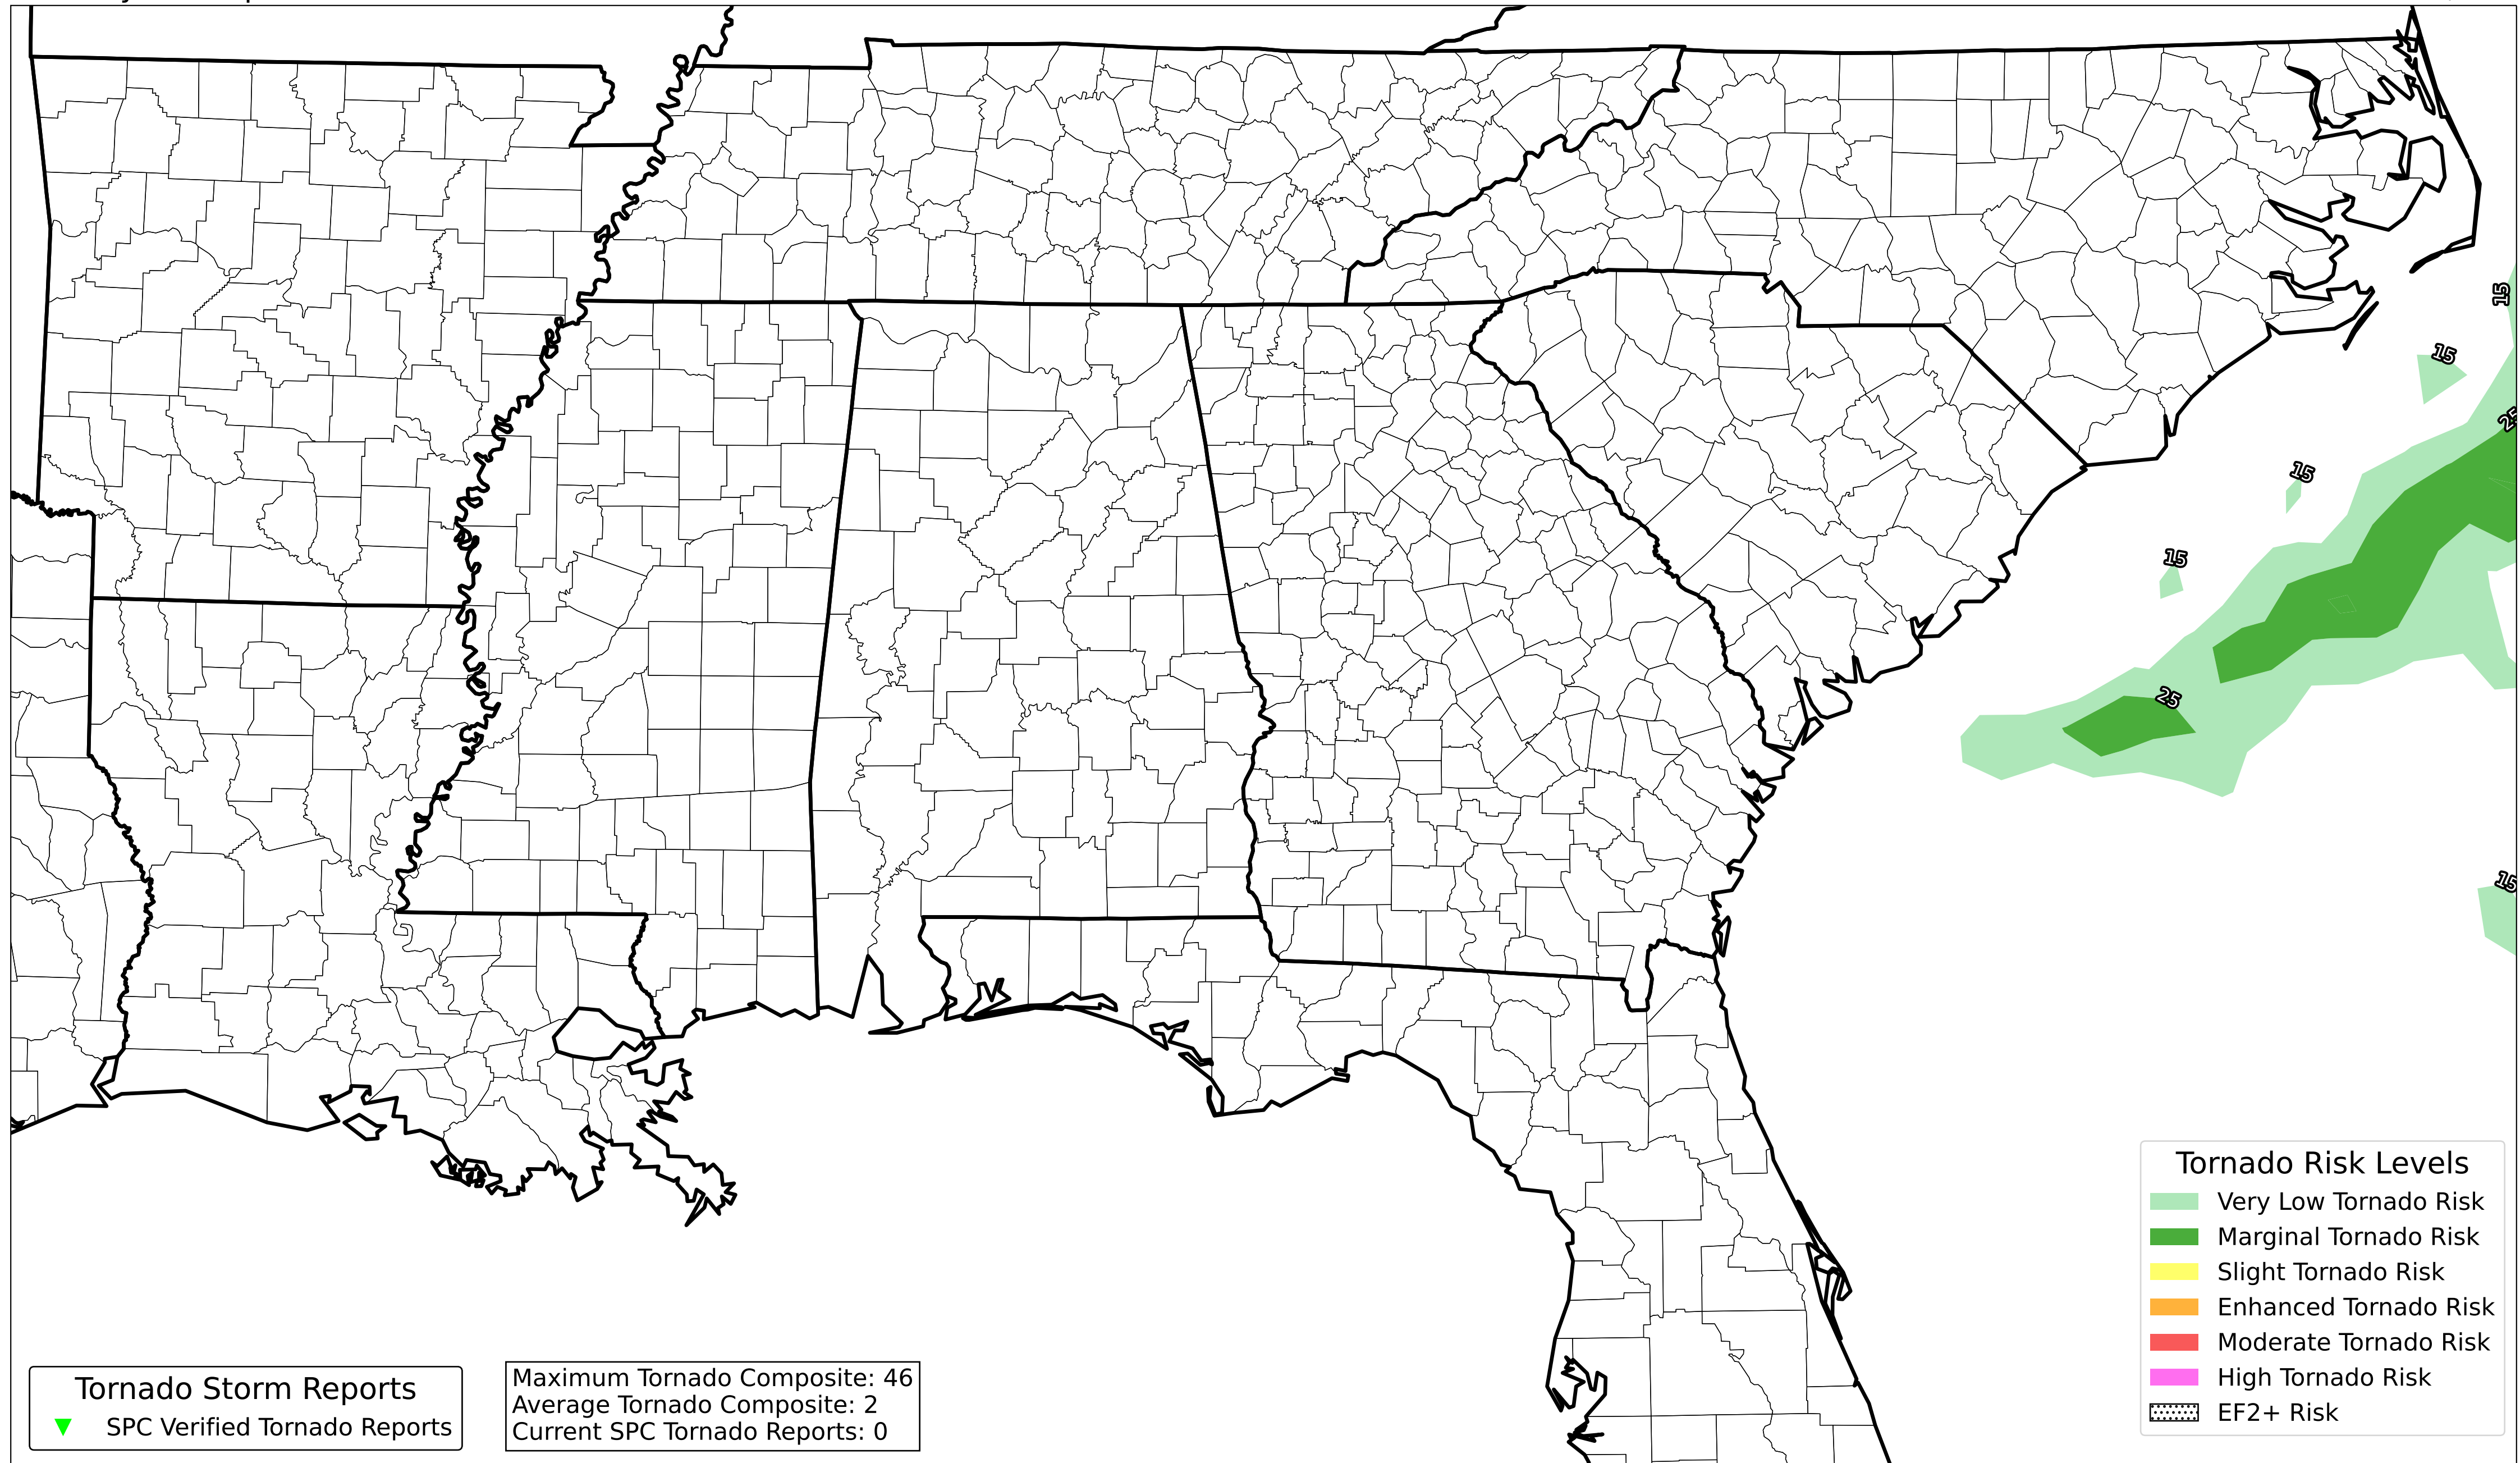 15
15
25
15
15
25
15
Tornado Risk Levels
Very Low Tornado Risk
Marginal Tornado Risk
Slight Tornado Risk
Enhanced Tornado Risk
Moderate Tornado Risk
High Tornado Risk
EF2+ Risk
Tornado Storm Reports
SPC Verified Tornado Reports
Maximum Tornado Composite: 46
Average Tornado Composite: 2
Current SPC Tornado Reports: 0